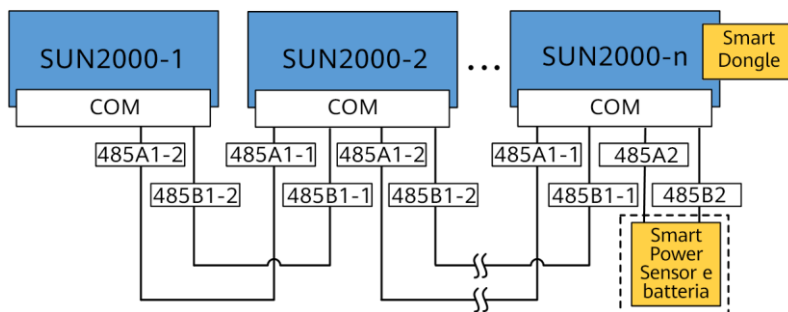 SUN2000-1
SUN2000-2
...
SUN2000-n
Smart
Dongle
COM
COM
COM
485A1-2
485A1-1
485A1-2
485A1-1
485A2
485B1-2
485B1-1
485B1-2
485B1-1
485B2
Smart
Power
Sensor e
batteria